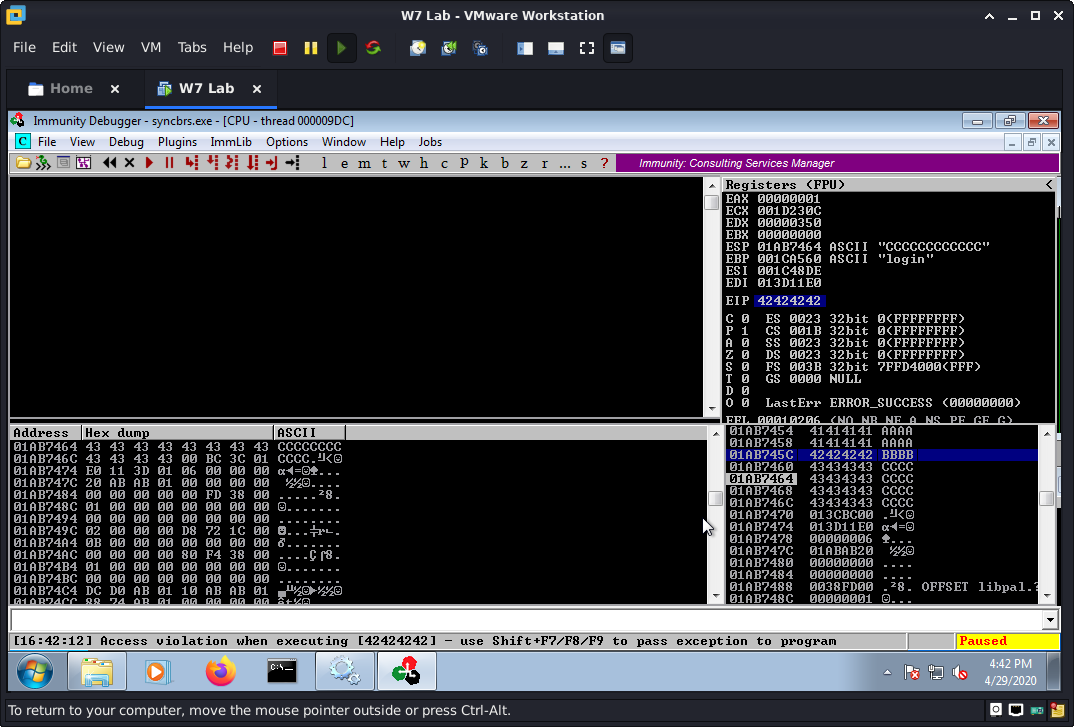 W7 Lab - VMware Workstation
File Edit View VM Tabs Help
Home W7 Lab
Immunity Debugger - syncbrs.exe - [CPU - thread 000009DC]
C File View Debug Plugins ImmLib Options Window Help Jobs
l e m t w h c P k b z r ... s ? Immunity: Consulting Services Manager
Registers (FPU) <
EAX 00000001
ECX 001D230C
EDX 00000350
EBX 00000000
ESP 01AB7464 ASCII "CCCCCCCCCCCC"
EBP 001CA560 ASCII "login"
ESI 001C48DE
EDI 013D11E0
EIP 42424242
C 0 ES 0023 32bit 0(FFFFFFFF)
P 1 CS 001B 32bit 0(FFFFFFFF)
A 0 SS 0023 32bit 0(FFFFFFFF)
Z 0 DS 0023 32bit 0(FFFFFFFF)
S 0 FS 003B 32bit 7FFD4000(FFF)
T 0 GS 0000 NULL
D 0
O 0 LastErr ERROR_SUCCESS (00000000)
EFL 00010206 (NO,NB,NE,A,NS,PE,GE,G)
Address Hex dump ASCII
01AB7464 43 43 43 43 43 43 43 43 CCCCCCCC
01AB746C 43 43 43 43 00 BC 3C 01 CCCC.╝<☺
01AB7474 E0 11 3D 01 06 00 00 00 α◄=☺♠...
01AB747C 20 AB AB 01 00 00 00 00 ½½☺....
01AB7484 00 00 00 00 00 FD 38 00 .....²8.
01AB748C 01 00 00 00 00 00 00 00 ☺.......
01AB7494 00 00 00 00 00 00 00 00 ........
01AB749C 02 00 00 00 D8 72 1C 00
01AB74A4 0B 00 00 00 00 00 00 00 ♂.......
01AB74AC 00 00 00 00 80 F4 38 00 ....Ç⌠8.
01AB74B4 01 00 00 00 00 00 00 00 ☺.......
01AB74BC 00 00 00 00 00 00 00 00 ........
01AB74C4 DC D0 AB 01 10 AB AB 01
01AB74CC 88 74 AB 01 00 00 00 00
01AB7454 41414141 AAAA
01AB7458 41414141 AAAA
01AB745C 42424242 BBBB
01AB7460 43434343 CCCC
01AB7464 43434343 CCCC
01AB7468 43434343 CCCC
01AB746C 43434343 CCCC
01AB7470 013CBC00 .╝<☺
01AB7474 013D11E0 α◄=☺
01AB7478 00000006 ♠...
01AB747C 01ABAB20 ½½☺
01AB7480 00000000 ....
01AB7484 00000000 ....
01AB7488 0038FD00 .²8. OFFSET libpal.?
01AB748C 00000001 ☺...
[16:42:12] Access violation when executing [42424242] - use Shift+F7/F8/F9 to pass exception to program Paused
4:42 PM
4/29/2020
To return to your computer, move the mouse pointer outside or press Ctrl-Alt.